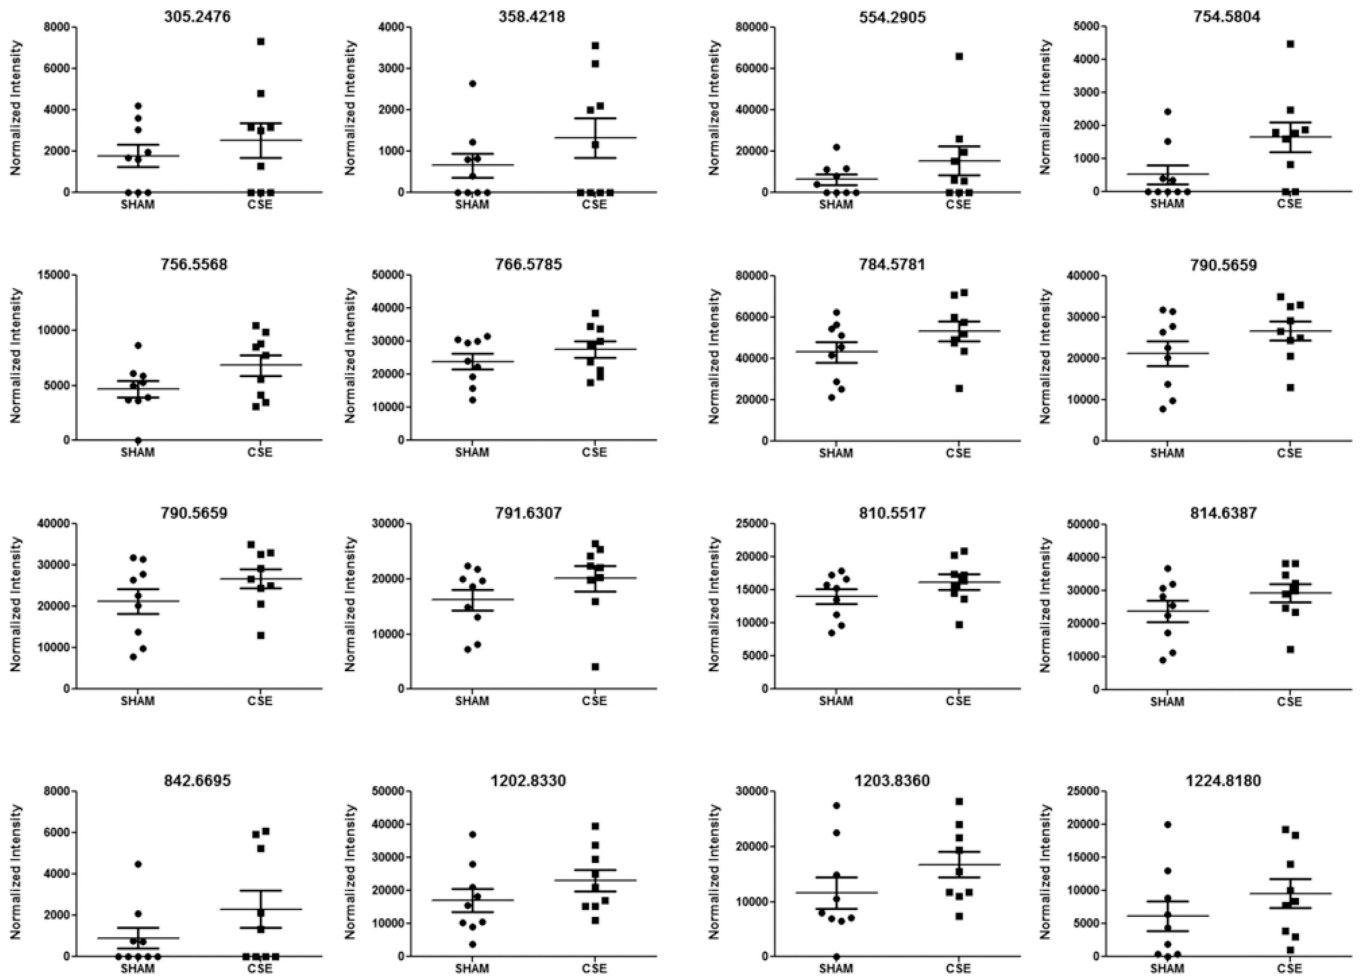 305.2476
Normalized Intensity
8000
6000
4000
2000
0
SHAM
CSE
358.4218
Normalized Intensity
4000
3000
2000
1000
0
SHAM
CSE
554.2905
Normalized Intensity
80000
60000
40000
20000
0
SHAM
CSE
754.5804
Normalized Intensity
5000
4000
3000
2000
1000
0
SHAM
CSE
756.5568
Normalized Intensity
15000
10000
5000
0
SHAM
CSE
766.5785
Normalized Intensity
50000
40000
30000
20000
10000
0
SHAM
CSE
784.5781
Normalized Intensity
80000
60000
40000
20000
0
SHAM
CSE
790.5659
Normalized Intensity
40000
30000
20000
10000
0
SHAM
CSE
790.5659
Normalized Intensity
40000
30000
20000
10000
0
SHAM
CSE
791.6307
Normalized Intensity
30000
20000
10000
0
SHAM
CSE
810.5517
Normalized Intensity
25000
20000
15000
10000
5000
0
SHAM
CSE
814.6387
Normalized Intensity
50000
40000
30000
20000
10000
0
SHAM
CSE
842.6695
Normalized Intensity
8000
6000
4000
2000
0
SHAM
CSE
1202.8330
Normalized Intensity
50000
40000
30000
20000
10000
0
SHAM
CSE
1203.8360
Normalized Intensity
30000
20000
10000
0
SHAM
CSE
1224.8180
Normalized Intensity
25000
20000
15000
10000
5000
0
SHAM
CSE